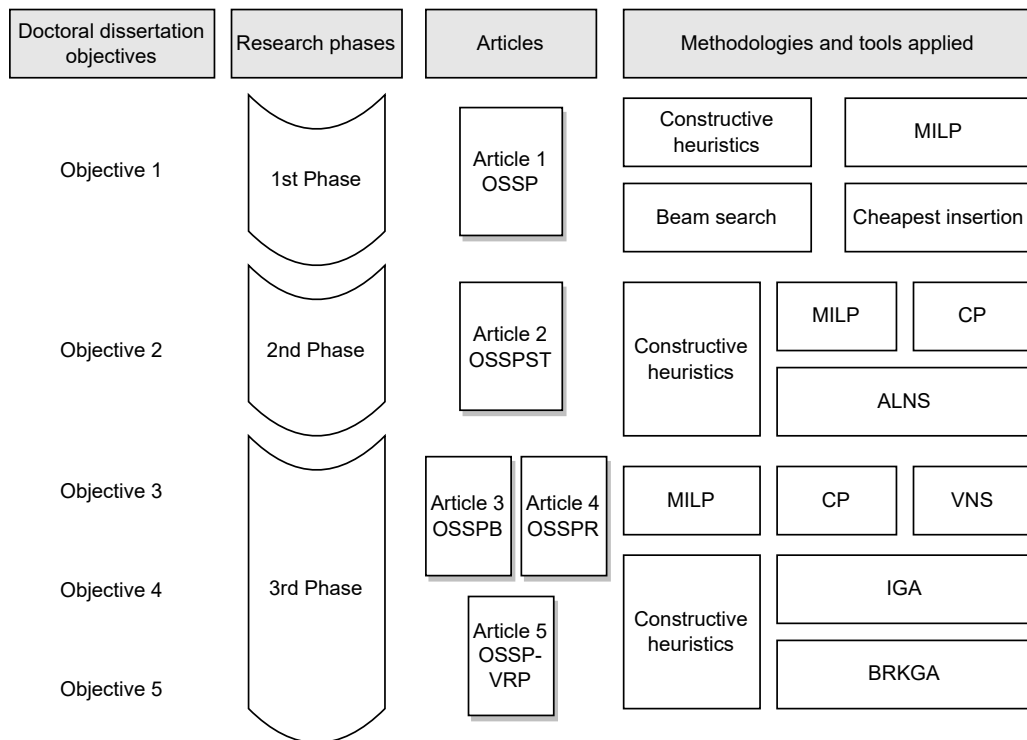 Doctoral dissertation
objectives
Research phases
Articles
Methodologies and tools applied
Objective 1
1st Phase
Article 1
OSSP
Constructive
heuristics
MILP
Beam search
Cheapest insertion
Objective 2
2nd Phase
Article 2
OSSPST
Constructive
heuristics
MILP
CP
ALNS
Objective 3
Objective 4
Objective 5
3rd Phase
Article 3
OSSPB
Article 4
OSSPR
Article 5
OSSP-
VRP
MILP
CP
VNS
Constructive
heuristics
IGA
BRKGA